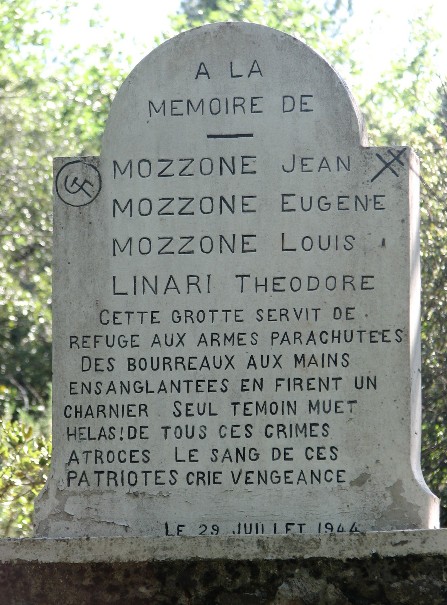 A LA
MEMOIRE DE
MOZZONE JEAN
MOZZONE EUGENE
MOZZONE LOUIS
LINARI THEODORE
CETTE GROTTE SERVIT DE
REFUGE AUX ARMES PARACHUTEES
DES BOURREAUX AUX MAINS
ENSANGLANTEES EN FIRENT UN
CHARNIER SEUL TEMOIN MUET
HELAS! DE TOUS CES CRIMES
ATROCES LE SANG DE CES
PATRIOTES CRIE VENGEANCE
LE 29 JUILLET 1944